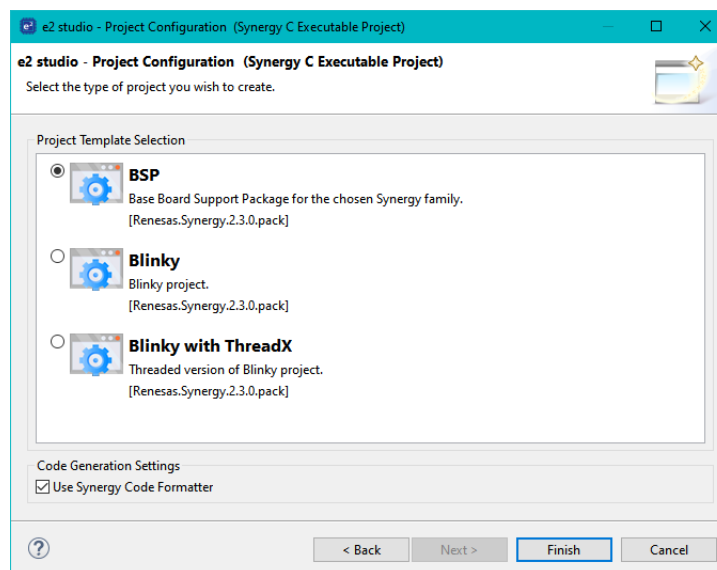 e2 studio - Project Configuration (Synergy C Executable Project)
e2 studio - Project Configuration (Synergy C Executable Project)
Select the type of project you wish to create.
Project Template Selection
BSP
Base Board Support Package for the chosen Synergy family.
[Renesas.Synergy.2.3.0.pack]
Blinky
Blinky project.
[Renesas.Synergy.2.3.0.pack]
Blinky with ThreadX
Threaded version of Blinky project.
[Renesas.Synergy.2.3.0.pack]
Code Generation Settings
Use Synergy Code Formatter
? < Back Next > Finish Cancel